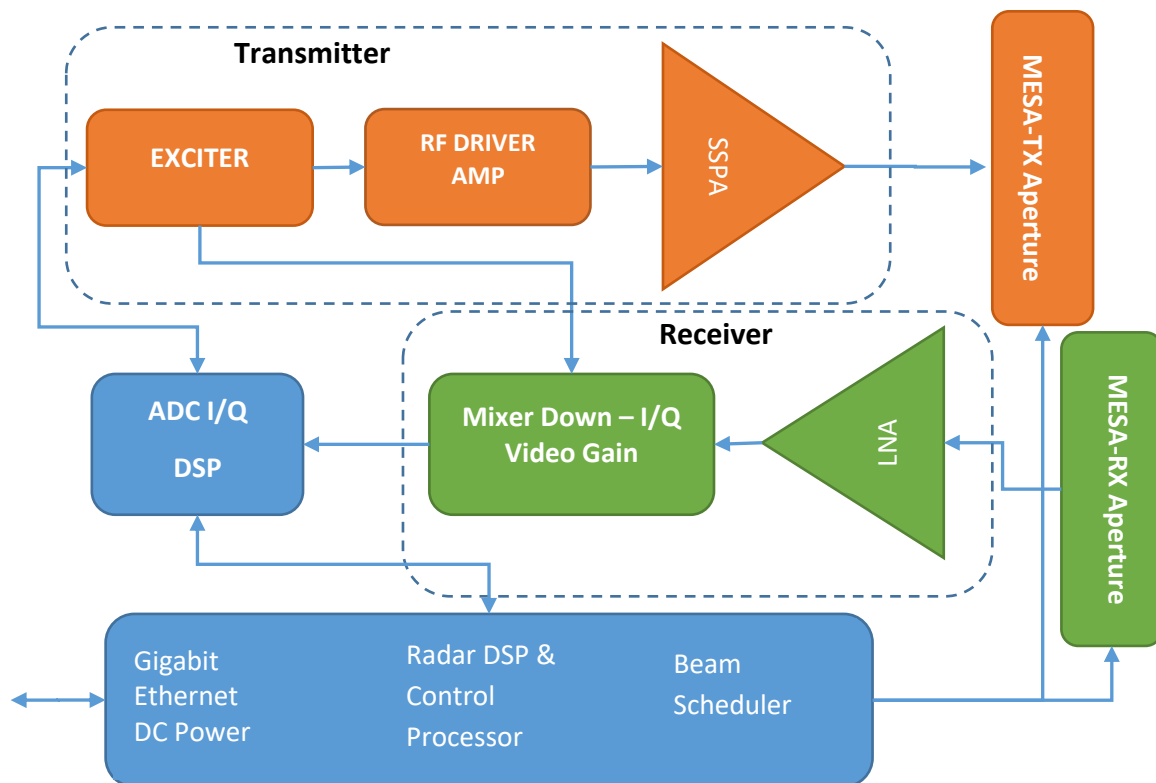 Transmitter
EXCITER
RF DRIVER
AMP
SSPA
MESA-TX Aperture
Receiver
ADC I/Q
DSP
Mixer Down – I/Q
Video Gain
LNA
MESA-RX Aperture
Gigabit
Ethernet
DC Power
Radar DSP &
Control
Processor
Beam
Scheduler